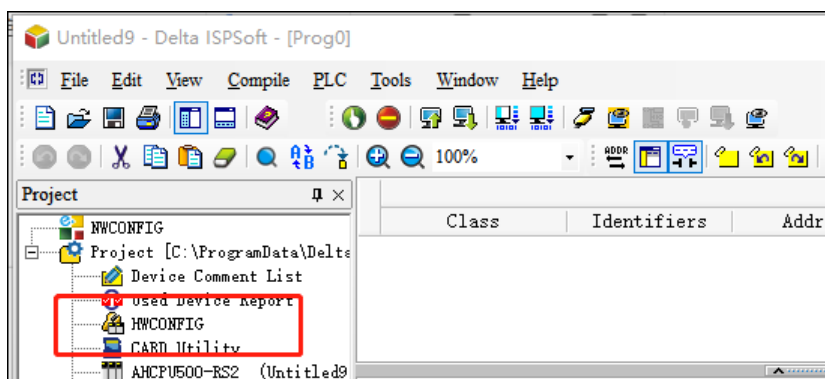 Untitled9 - Delta ISPSoft - [Prog0]
File Edit View Compile PLC Tools Window Help
100%
ADDR
Project
Class Identifiers Addr
NWCONFIG
Project [C:\ProgramData\Delta
Device Comment List
Used Device Report
HWCONFIG
CARD Utility
AHCPU500-RS2 (Untitled9